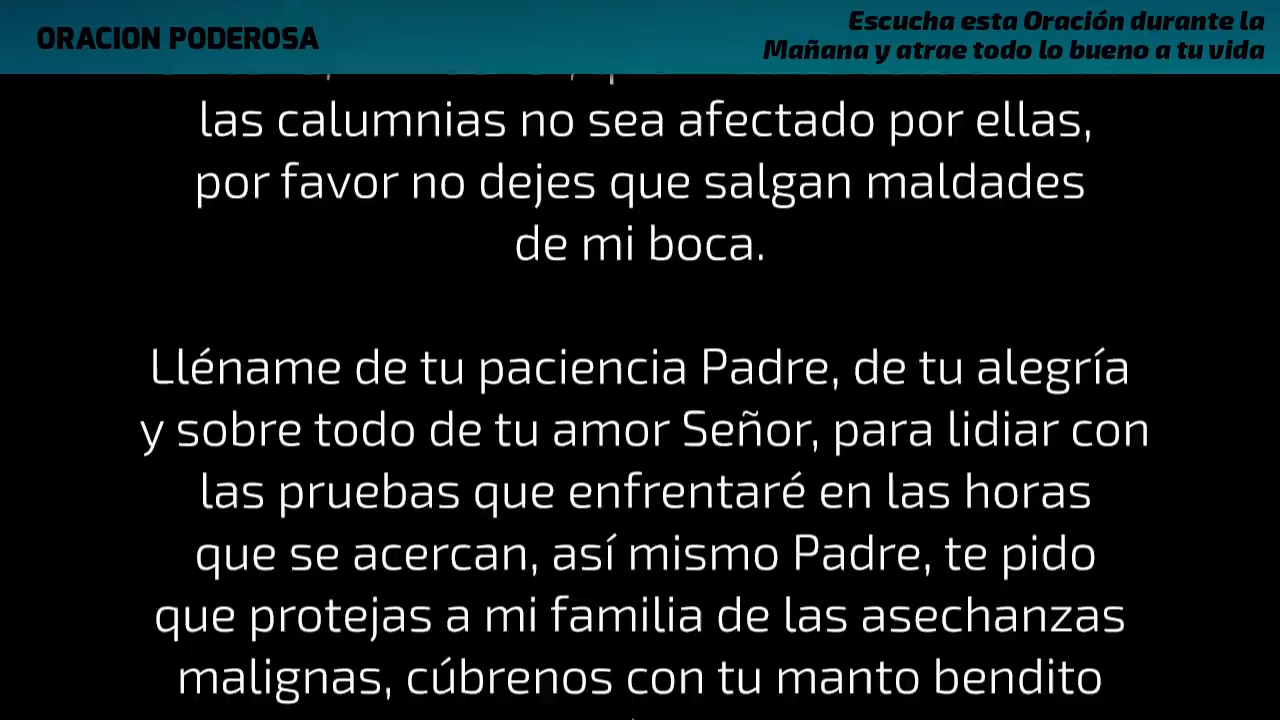 ORACION PODEROSA
Escucha esta Oración durante la
Mañana y atrae todo lo bueno a tu vida
las calumnias no sea afectado por ellas,
por favor no dejes que salgan maldades
de mi boca.
Lléname de tu paciencia Padre, de tu alegría
y sobre todo de tu amor Señor, para lidiar con
las pruebas que enfrentaré en las horas
que se acercan, así mismo Padre, te pido
que protejas a mi familia de las asechanzas
malignas, cúbrenos con tu manto bendito